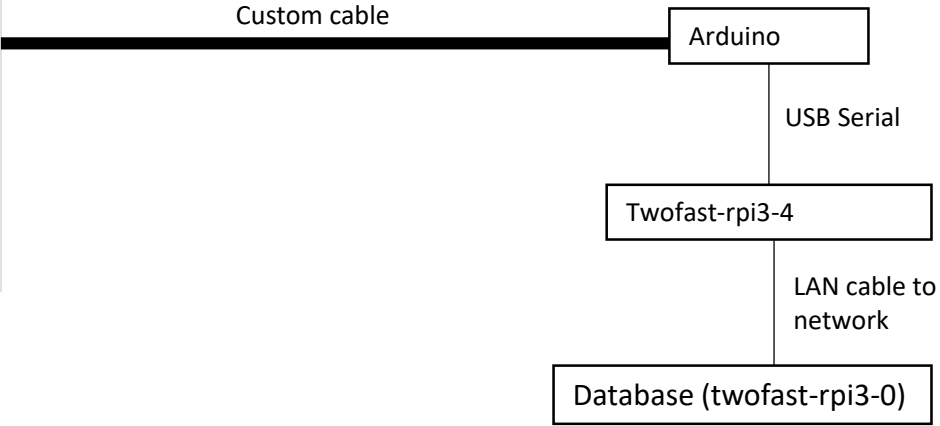 Custom cable
Arduino
USB Serial
Twofast-rpi3-4
LAN cable to
network
Database (twofast-rpi3-0)